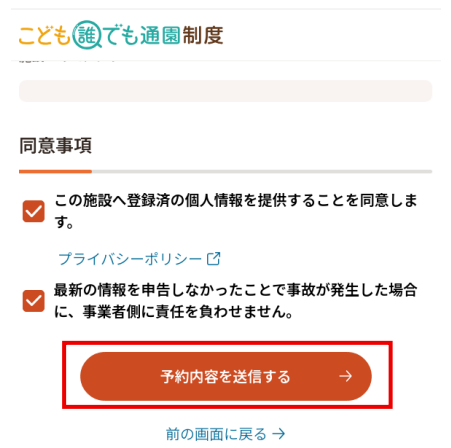 こども誰でも通園制度
同意事項
この施設へ登録済の個人情報を提供することを同意しま
す。
プライバシーポリシー
最新の情報を申告しなかったことで事故が発生した場合
に、事業者側に責任を負わせません。
予約内容を送信する
前の画面に戻る